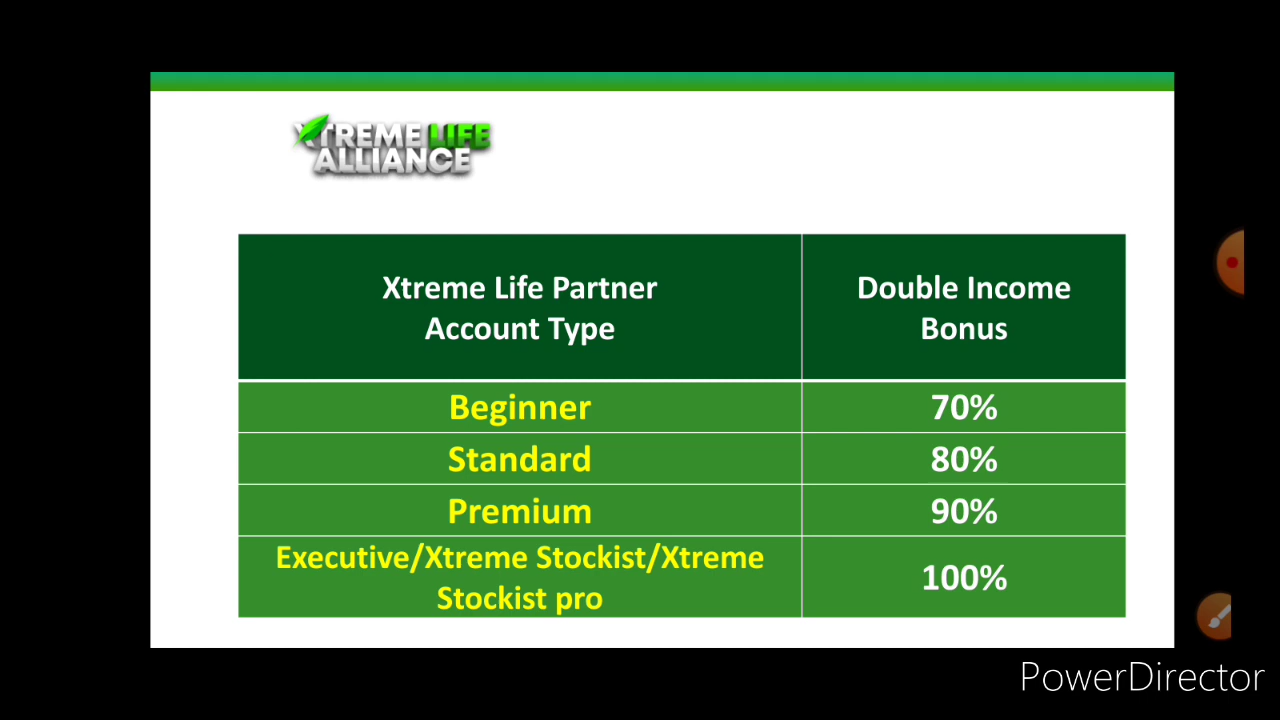 XTREME LIFE
ALLIANCE
Xtreme Life Partner
Account Type
Double Income
Bonus
Beginner
70%
Standard
80%
Premium
90%
Executive/Xtreme Stockist/Xtreme
Stockist pro
100%
PowerDirector